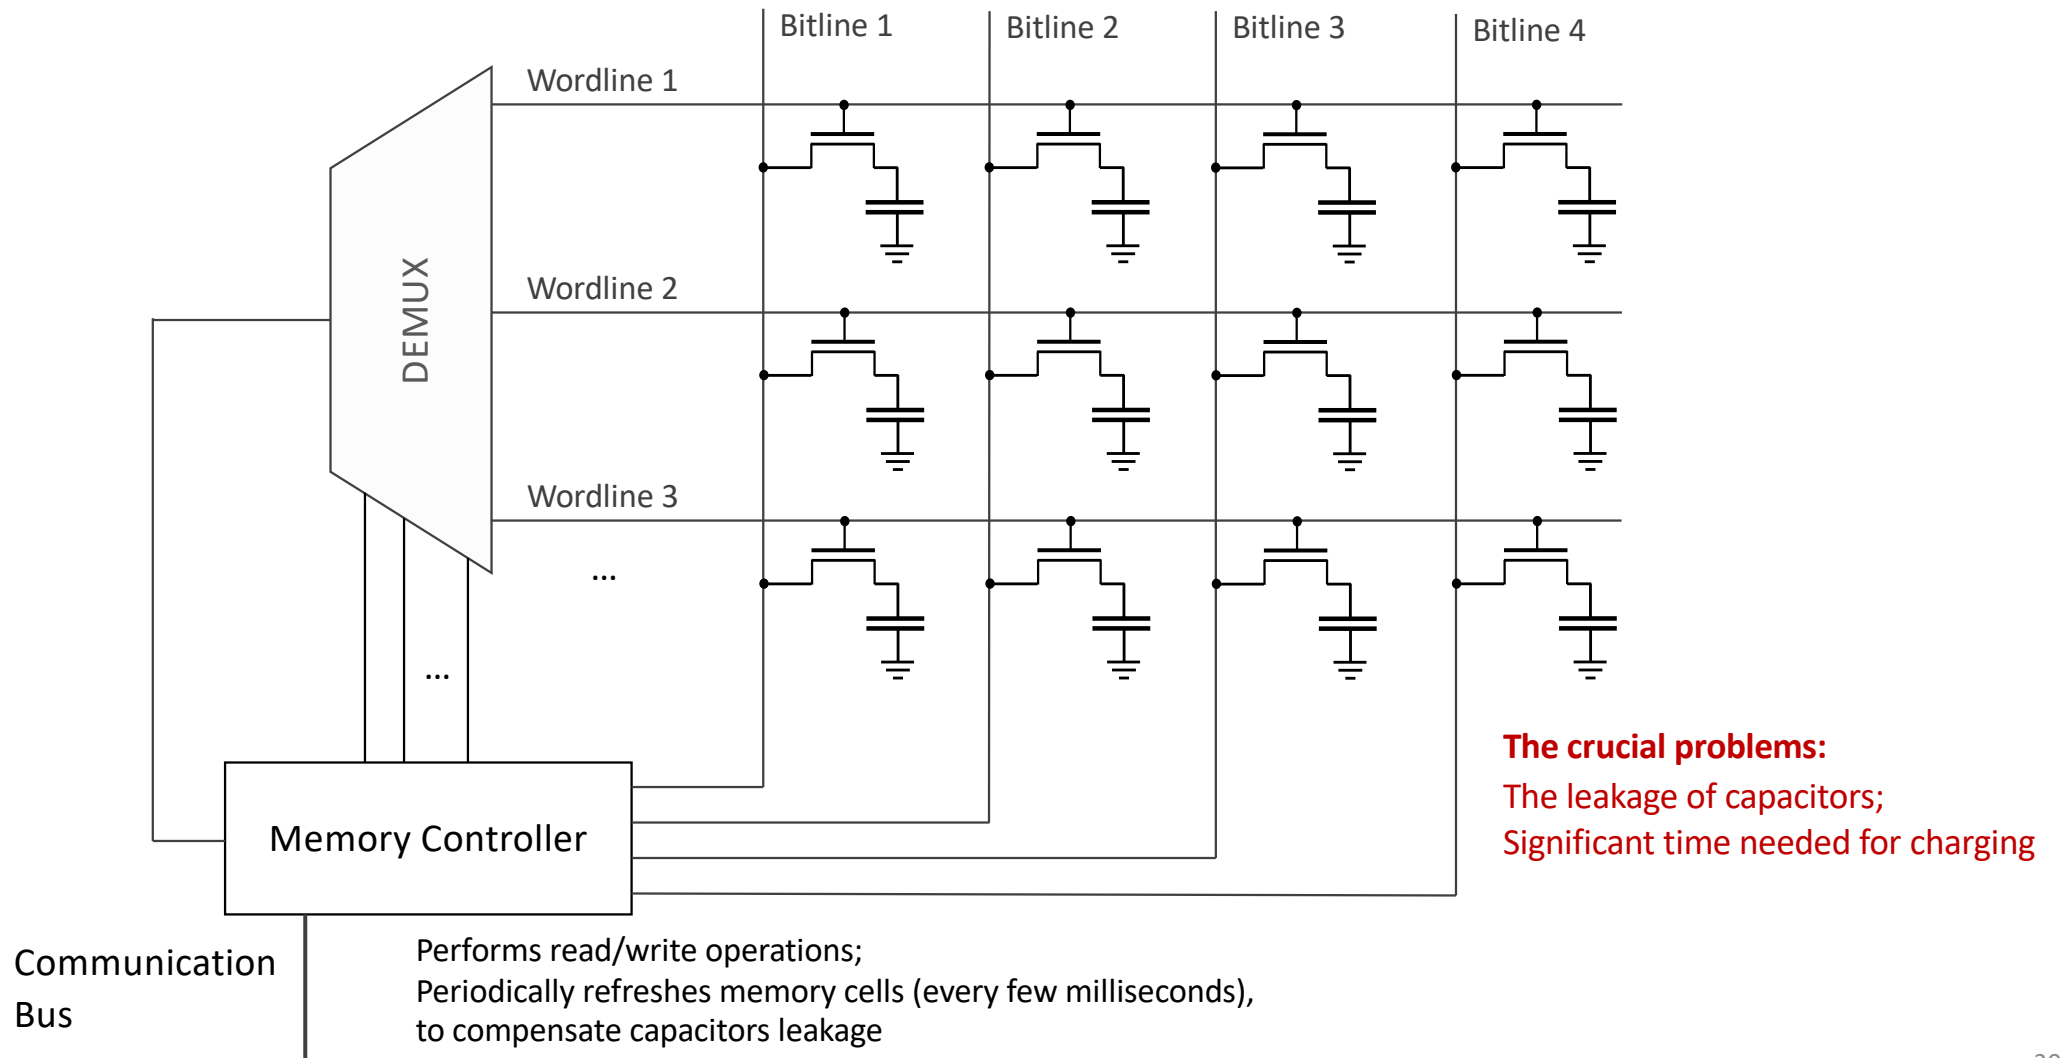 Bitline 1
Bitline 2
Bitline 3
Bitline 4
Wordline 1
Wordline 2
DEMUX
Wordline 3
...
...
The crucial problems:
The leakage of capacitors;
Significant time needed for charging
Memory Controller
Communication
Bus
Performs read/write operations;
Periodically refreshes memory cells (every few milliseconds),
to compensate capacitors leakage